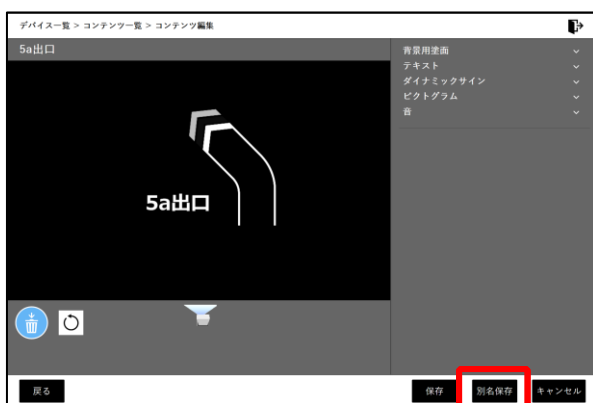 デバイス一覧 > コンテンツ一覧 > コンテンツ編集
5a出口
背景用塗面
テキスト
ダイナミックサイン
ピクトグラム
音
5a出口
戻る
保存
別名保存
キャンセル